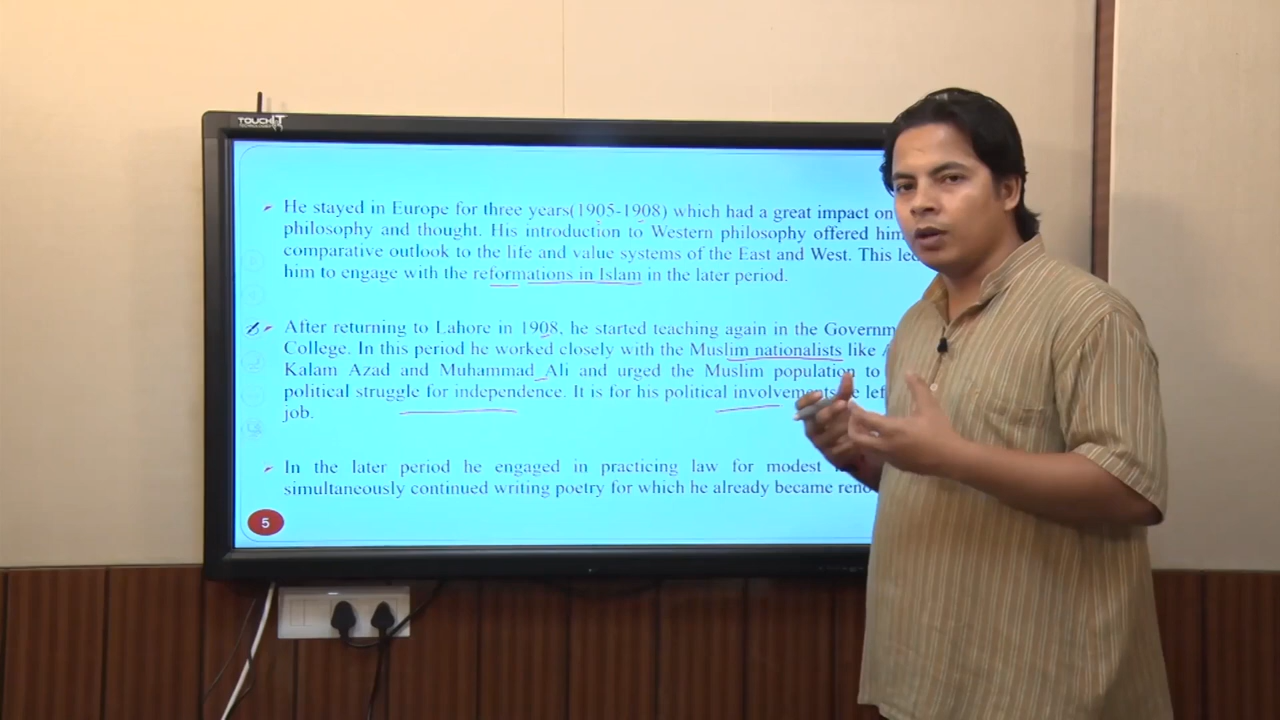 TOUCHIT
TECHNOLOGIES
He stayed in Europe for three years(1905-1908) which had a great impact on
philosophy and thought. His introduction to Western philosophy offered him
comparative outlook to the life and value systems of the East and West. This
him to engage with the reformations in Islam in the later period.
After returning to Lahore in 1908, he started teaching again in the
College. In this period he worked closely with the Muslim nationalists like
Kalam Azad and Muhammad Ali and urged the Muslim population to
political struggle for independence. It is for his political involvements
job.
In the later period he engaged in practicing law for modest
simultaneously continued writing poetry for which he already became
5